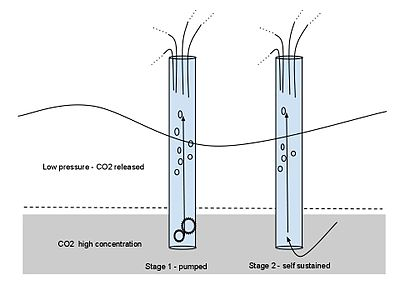 Low pressure - CO2 released
CO2 high concentration
Stage 1 - pumped
Stage 2 - self sustained